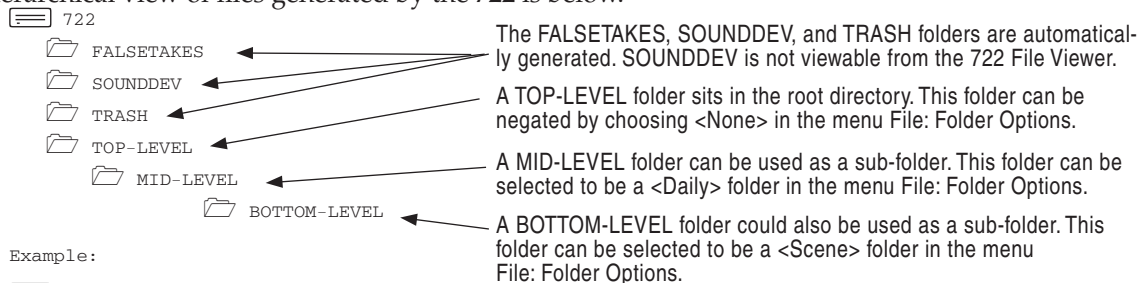 erarchical view of files generated by the 722 is below.
722
FALSETAKES
SOUNDDEV
TRASH
TOP-LEVEL
MID-LEVEL
BOTTOM-LEVEL
Example:
The FALSETAKES, SOUNDDEV, and TRASH folders are automatical-
ly generated. SOUNDDEV is not viewable from the 722 File Viewer.
A TOP-LEVEL folder sits in the root directory. This folder can be
negated by choosing <None> in the menu File: Folder Options.
A MID-LEVEL folder can be used as a sub-folder. This folder can be
selected to be a <Daily> folder in the menu File: Folder Options.
A BOTTOM-LEVEL folder could also be used as a sub-folder. This
folder can be selected to be a <Scene> folder in the menu
File: Folder Options.